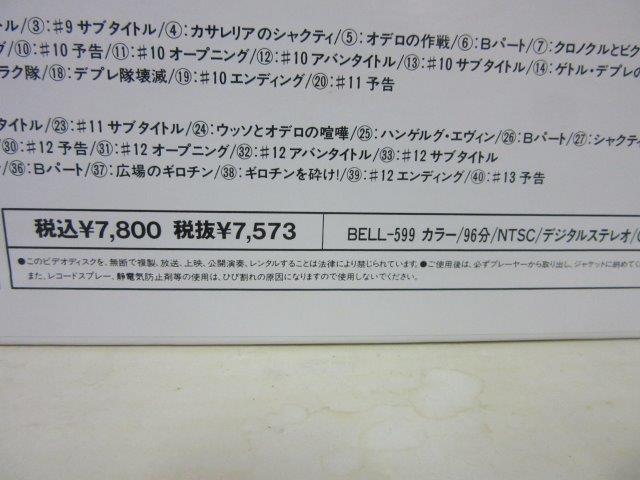 トル/③:♯9 サブタイトル/④:カサレリアのシャクティ/⑤:オデロの作戦/⑥:Bパート/⑦:クロノクルとピク
/⑩:♯10 予告/⑪:♯10 オープニング/⑫:♯10 アバンタイトル/⑬:♯10 サブタイトル/⑭:ゲトル・デプレの
ラク隊/⑱:デプレ隊壊滅/⑲:♯10 エンディング/⑳:♯11 予告
タイトル/㉓:♯11 サブタイトル/㉔:ウッソとオデロの喧嘩/㉕:ハンゲルグ・エヴィン/㉖:Bパート/㉗:シャクティ
/㉚:♯12 予告/㉛:♯12 オープニング/㉜:♯12 アバンタイトル/㉝:♯12 サブタイトル
/㊱:Bパート/㊲:広場のギロチン/㊳:ギロチンを砕け!/㊴:♯12 エンディング/㊵:♯13 予告
税込¥7,800 税抜¥7,573
BELL-599 カラー/96分/NTSC/デジタルステレオ/
●このビデオディスクを、無断で複製、放送、上映、公開演奏、レンタルすることは法律により禁じられています。●ご使用後は、必ずプレーヤーから取り出し、ジャケットに納めてく
また、レコードスプレー、静電気防止剤等の使用は、ひび割れの原因になりますので使用しないでください。